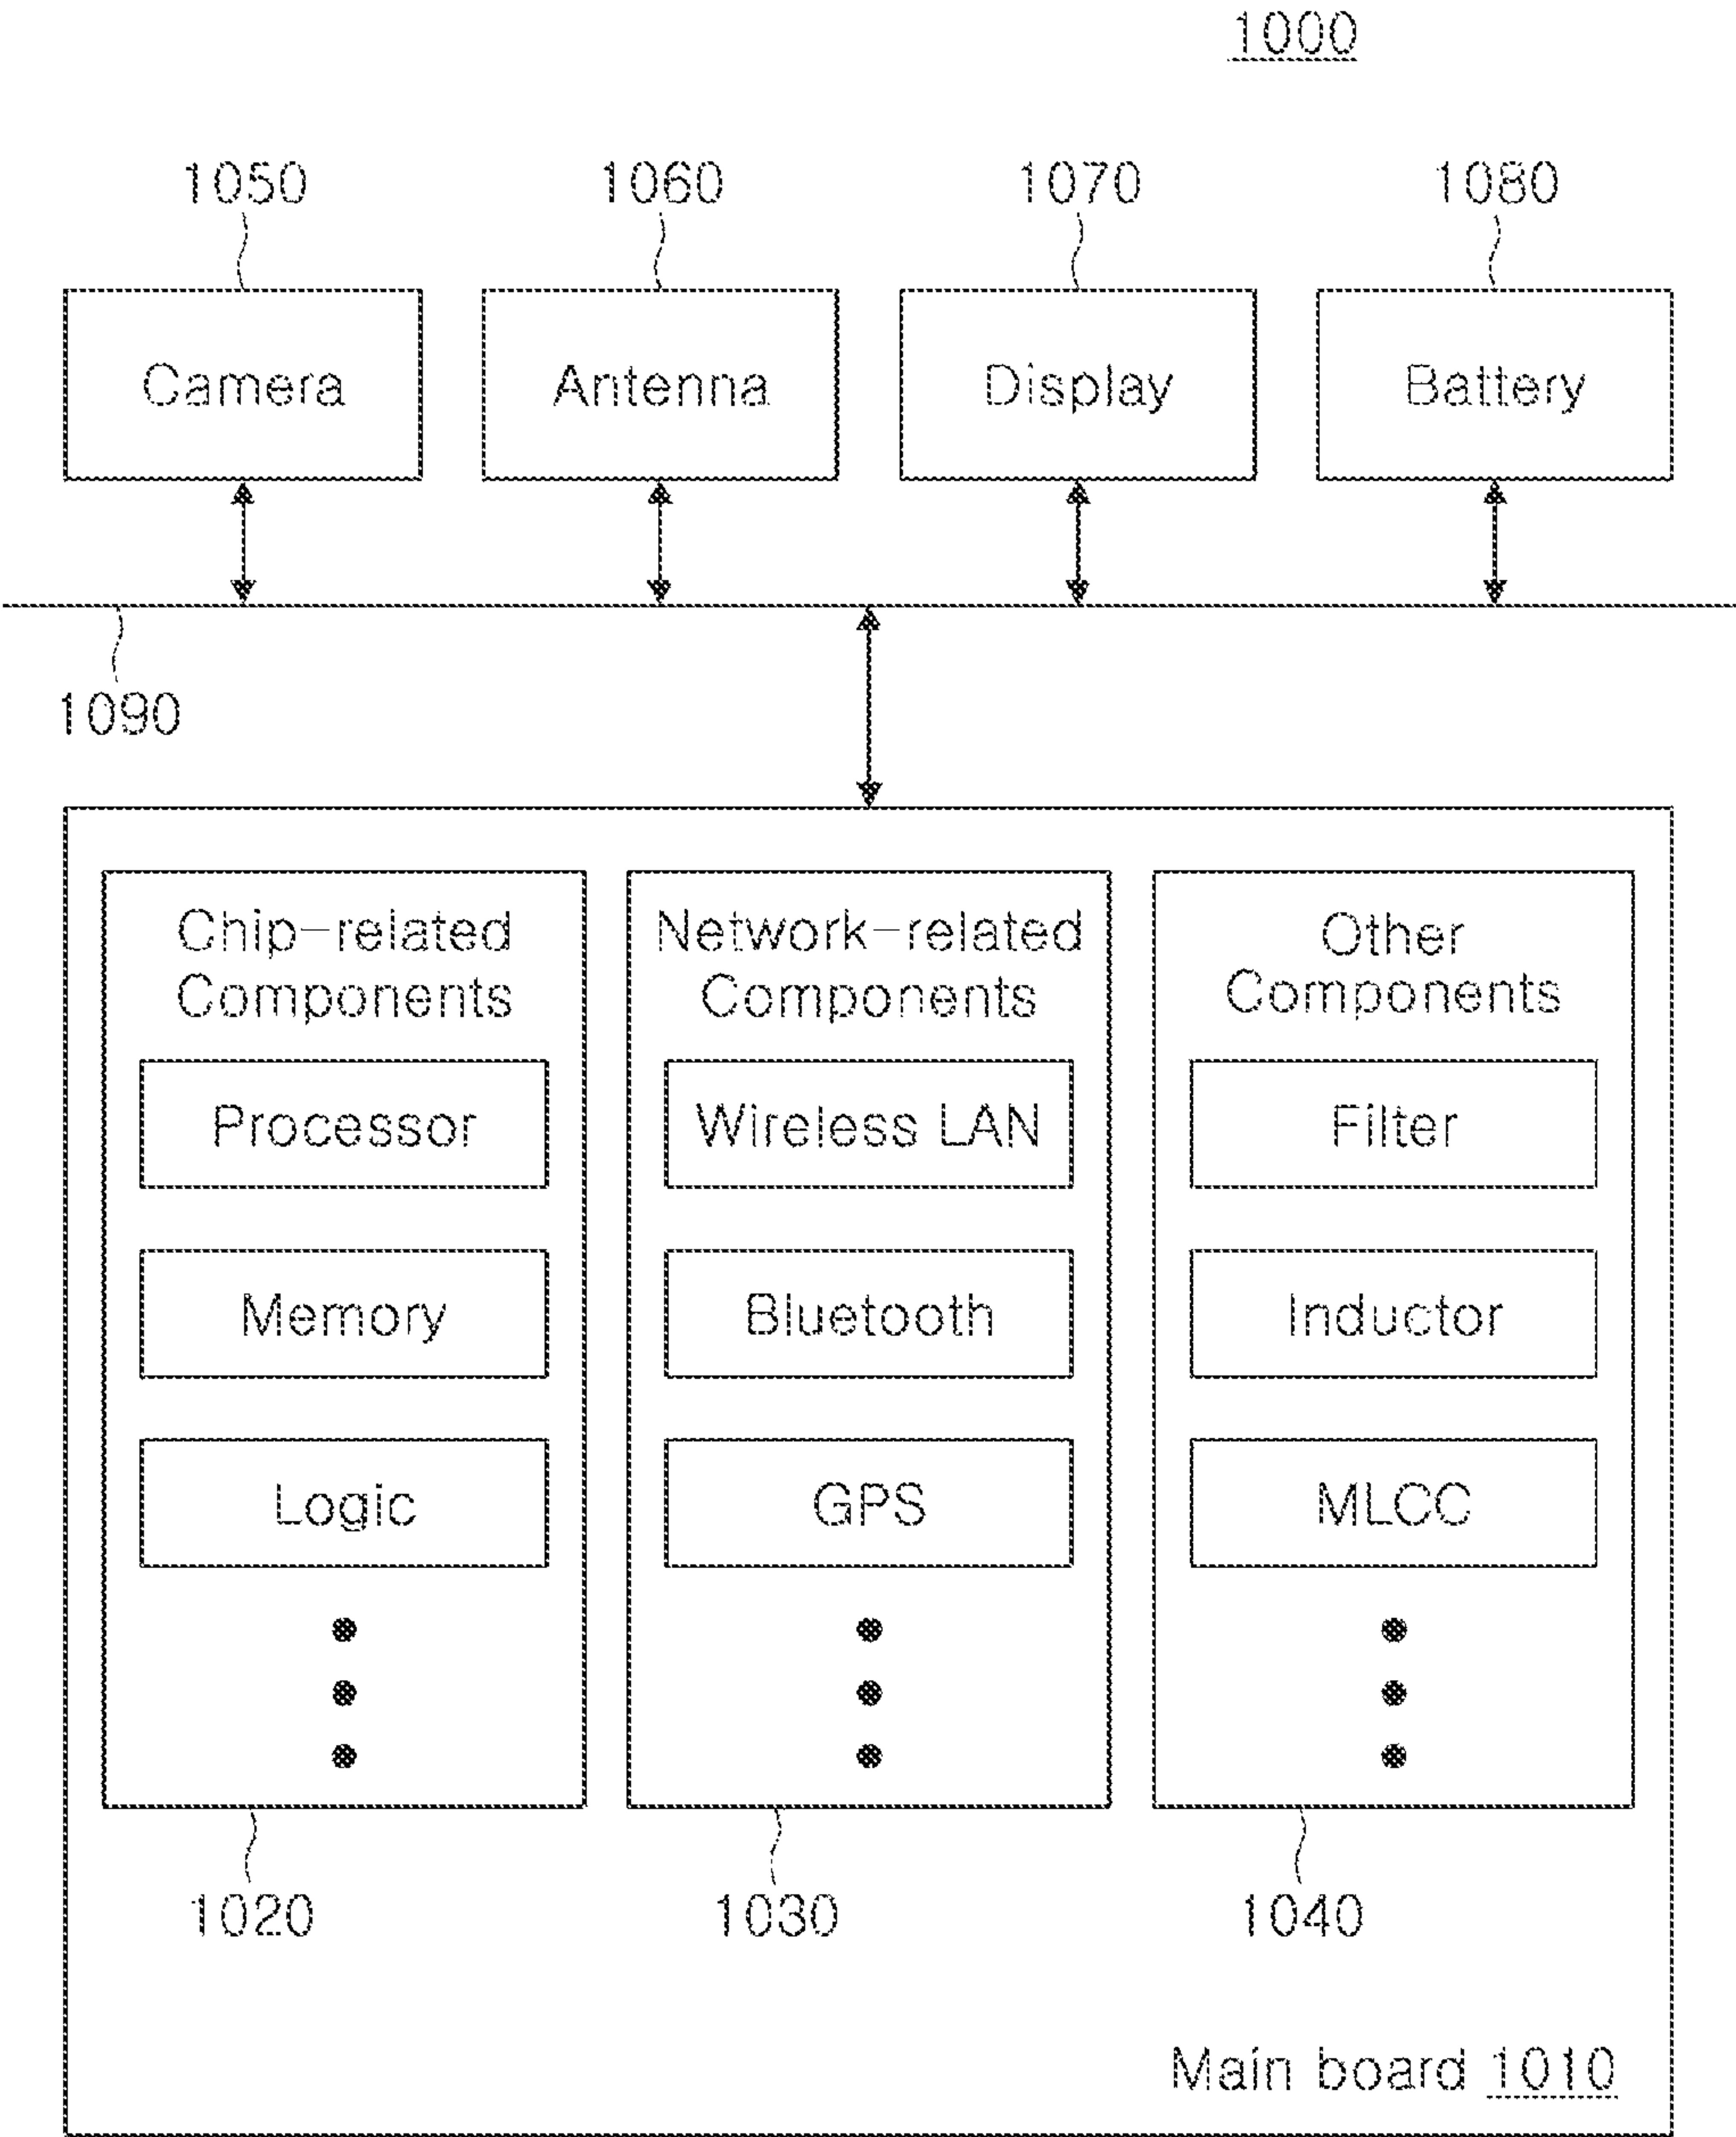 1000
1050 1060 1070 1080
Camera Antenna Display Battery
1090
Chip-related
Components
Processor
Memory
Logic
1020
Network-related
Components
Wireless LAN
Bluetooth
GPS
1030
Other
Components
Filter
Inductor
MLCC
1040
Main board 1010